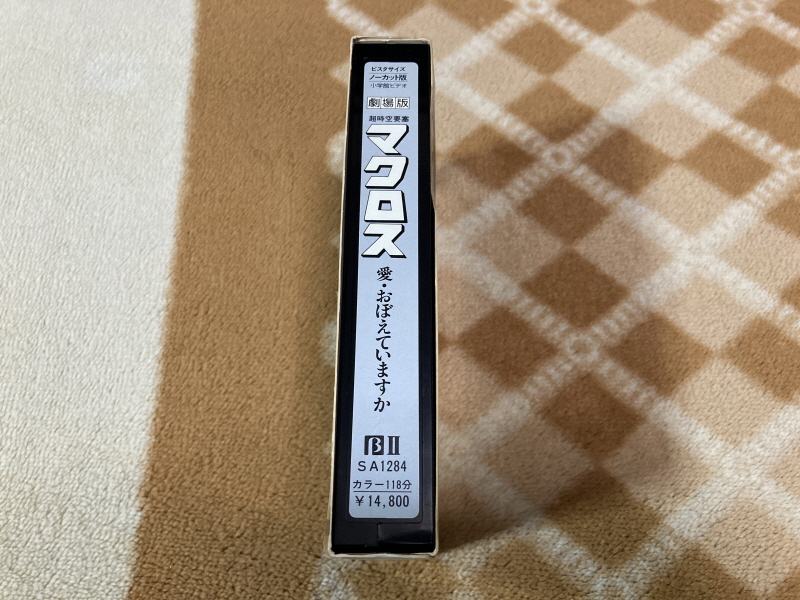 ビスタサイズ
ノーカット版
小学館ビデオ
劇場版
超時空要塞
マクロス
愛・おぼえていますか
βII
SA1284
カラー118分
￥14,800